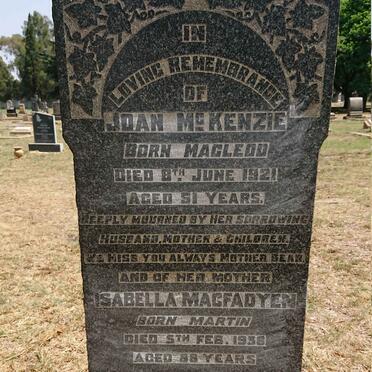 IN
LOVING REMEMBRANCE
OF
JOAN McKENZIE
BORN MACLEOD
DIED 8TH JUNE 1921
AGED 51 YEARS.
DEEPLY MOURNED BY HER SORROWING
HUSBAND, MOTHER & CHILDREN.
WE MISS YOU ALWAYS MOTHER DEAR.
AND OF HER MOTHER
ISABELLA MACFADYEN
BORN MARTIN
DIED 5TH FEB. 1938
AGED 88 YEARS